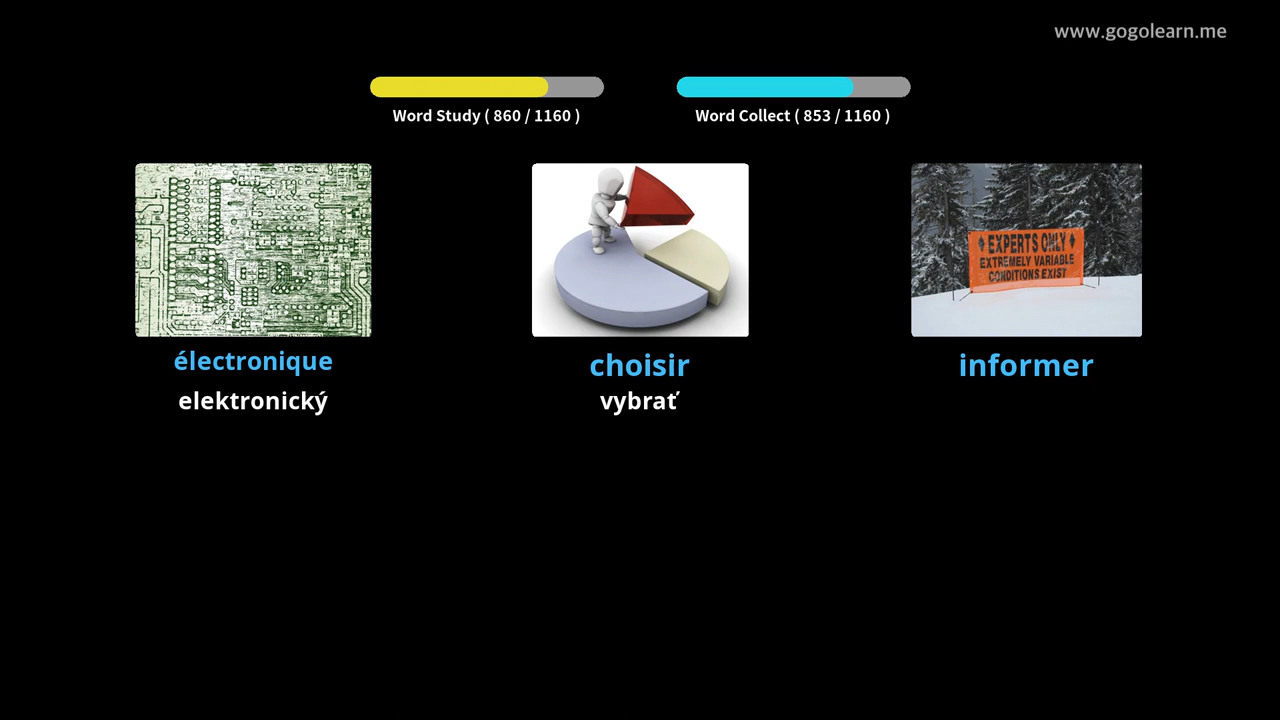 www.gogolearn.me
Word Study ( 860 / 1160 )
Word Collect ( 853 / 1160 )
EXPERTS ONLY
EXTREMELY VARIABLE
CONDITIONS EXIST
électronique
elektronický
choisir
vybrať
informer